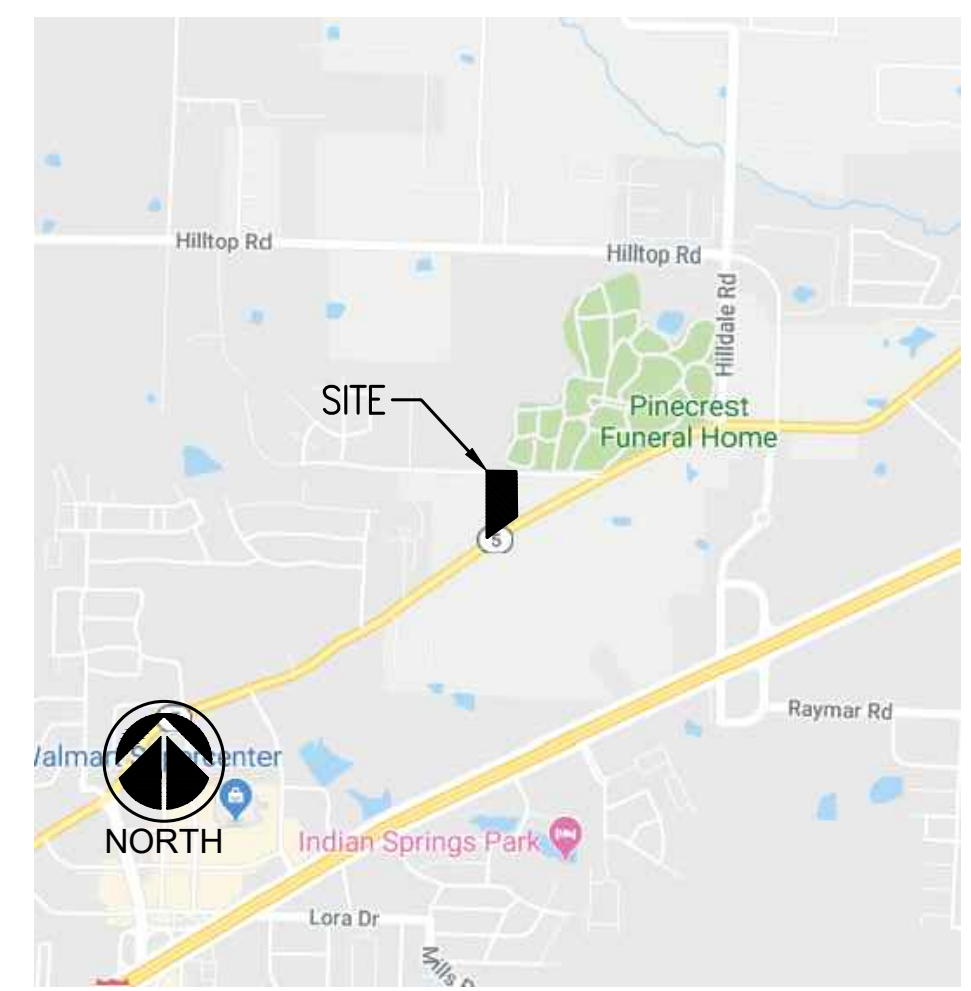 Hilltop Rd
Hilltop Rd
Hilldale Rd
SITE
Pinecrest
Funeral Home
5
Raymar Rd
NORTH
Indian Springs Park
Lora Dr
Mills